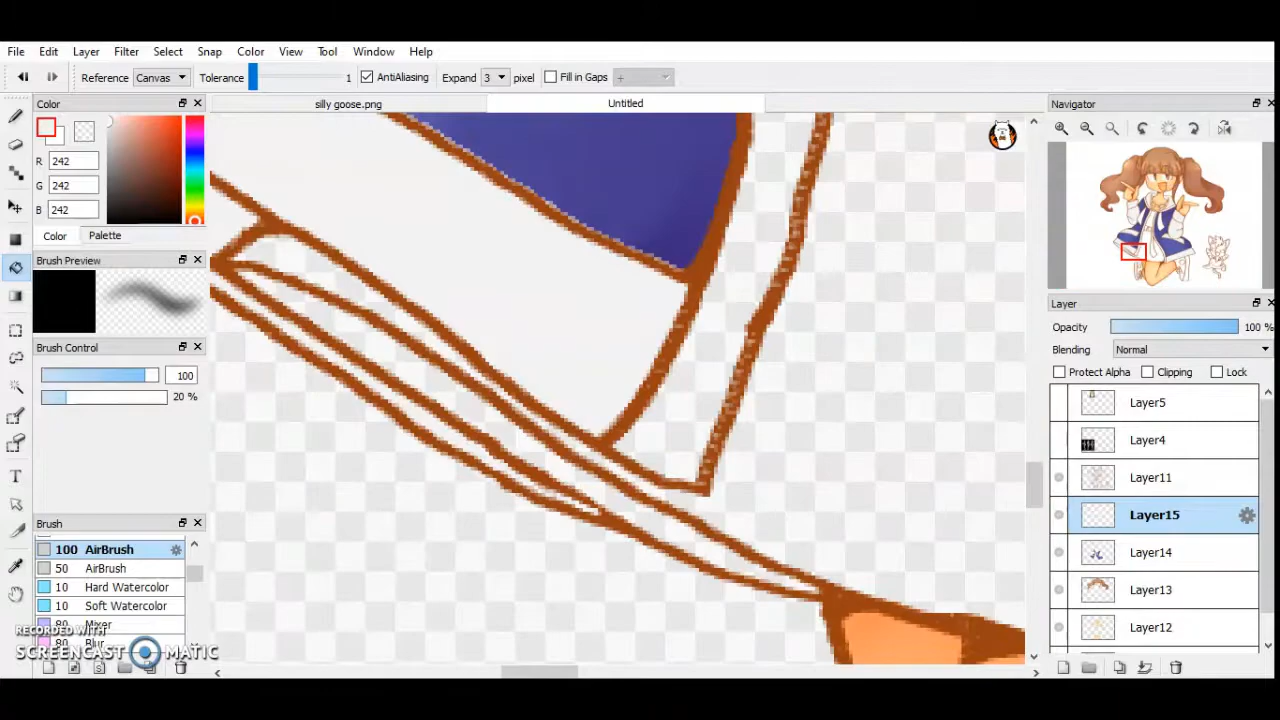 File Edit Layer Filter Select Snap Color View Tool Window Help
Reference Canvas Tolerance 1 AntiAliasing Expand 3 pixel Fill in Gaps +
Color silly goose.png Untitled Navigator
R 242
G 242
B 242
Color Palette
Brush Preview
Layer
Opacity 100 %
Brush Control
Blending Normal
Protect Alpha Clipping Lock
100
20 %
Layer5
Layer4
Layer11
Layer15
Layer14
Layer13
Layer12
Brush
100 AirBrush
50 AirBrush
10 Hard Watercolor
10 Soft Watercolor
80 Mixer
80 Blur
RECORDED WITH
SCREENCAST MATIC